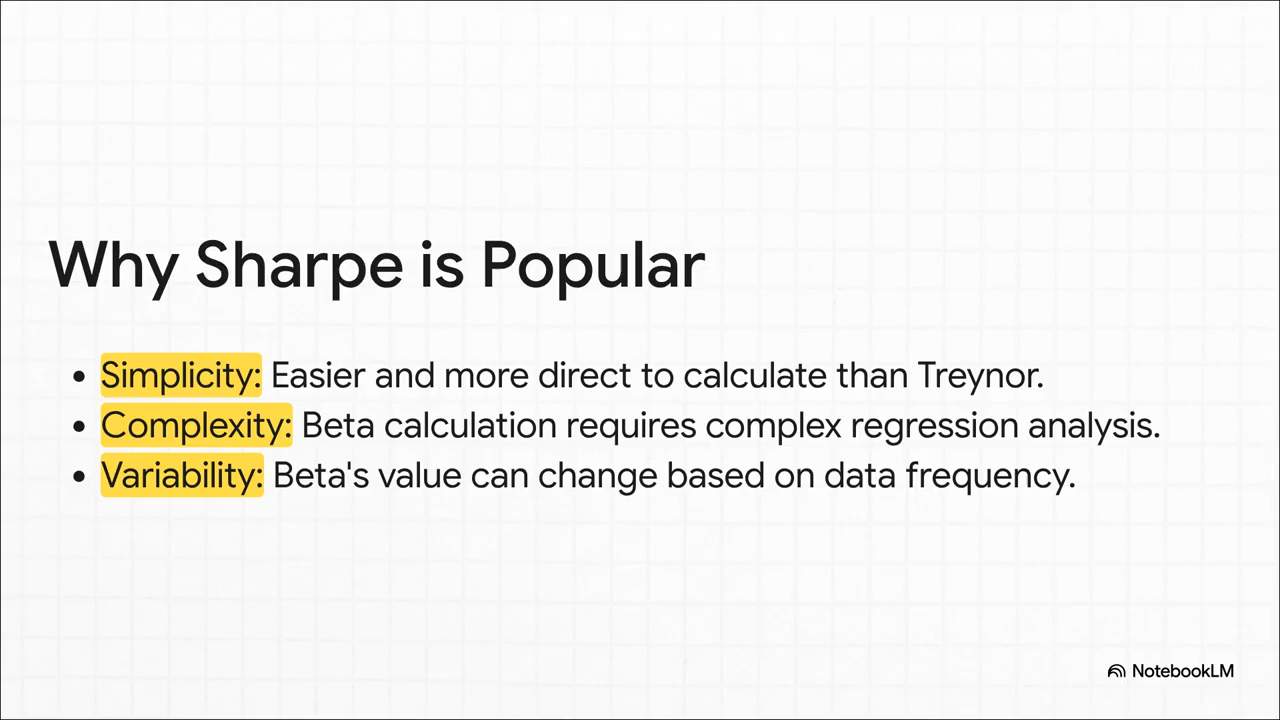 Why Sharpe is Popular
• Simplicity: Easier and more direct to calculate than Treynor.
• Complexity: Beta calculation requires complex regression analysis.
• Variability: Beta's value can change based on data frequency.
NotebookLM